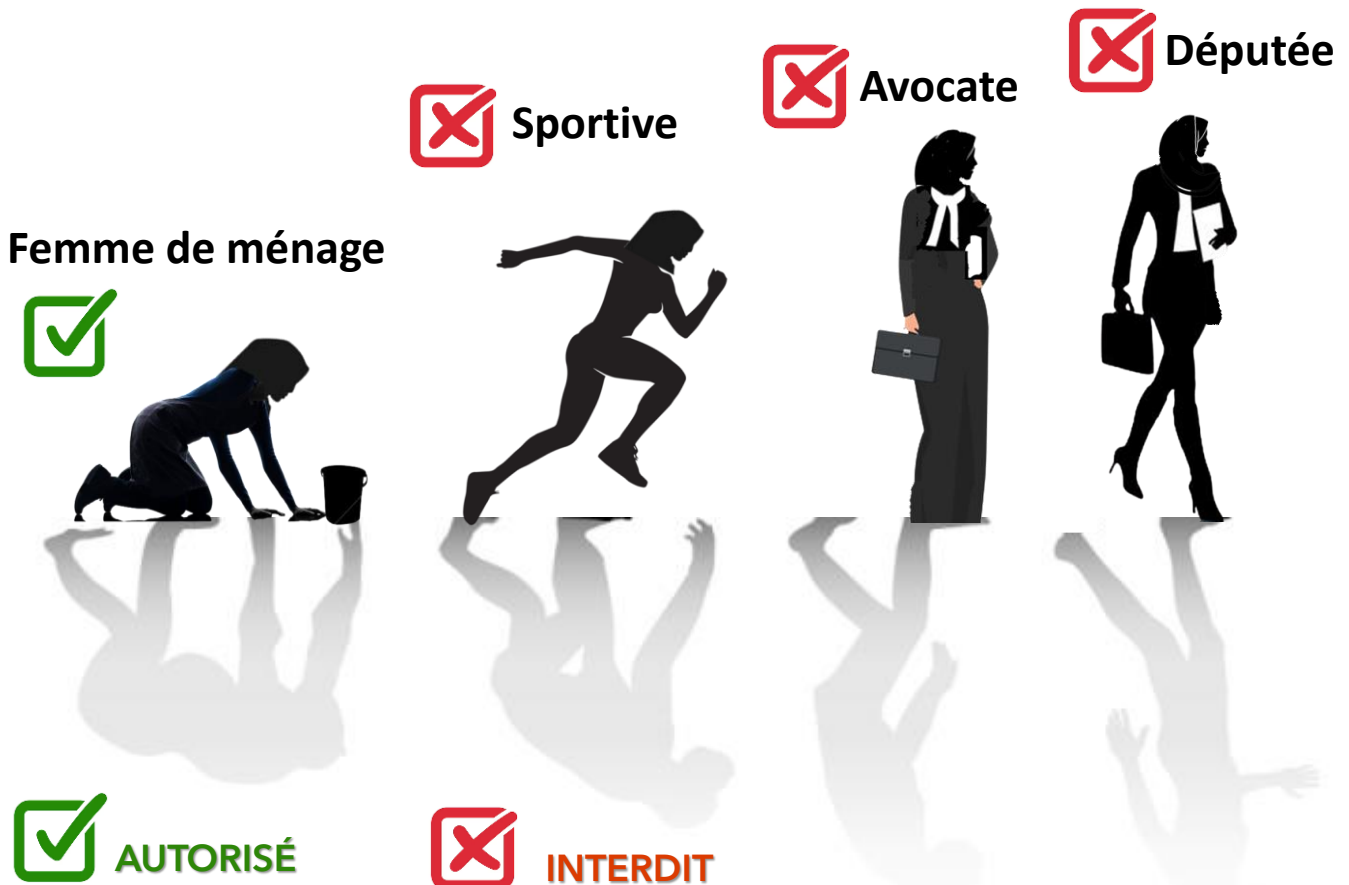 Députée
Avocate
Sportive
Femme de ménage
AUTORISÉ
INTERDIT